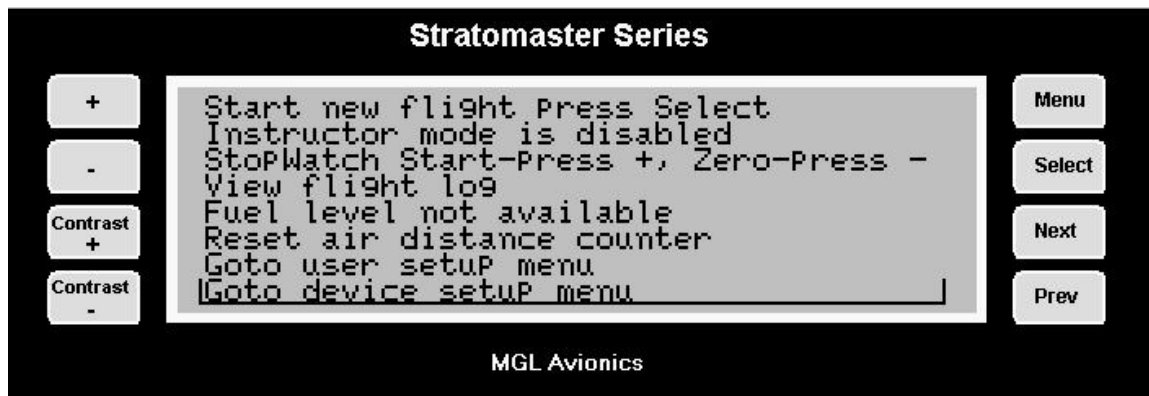 Stratomaster Series
+
-
Contrast
+
Contrast
-
Start new flight Press Select
Instructor mode is disabled
StopWatch Start-Press +, Zero-Press -
View flight log
Fuel level not available
Reset air distance counter
Goto user setup menu
Goto device setup menu
Menu
Select
Next
Prev
MGL Avionics